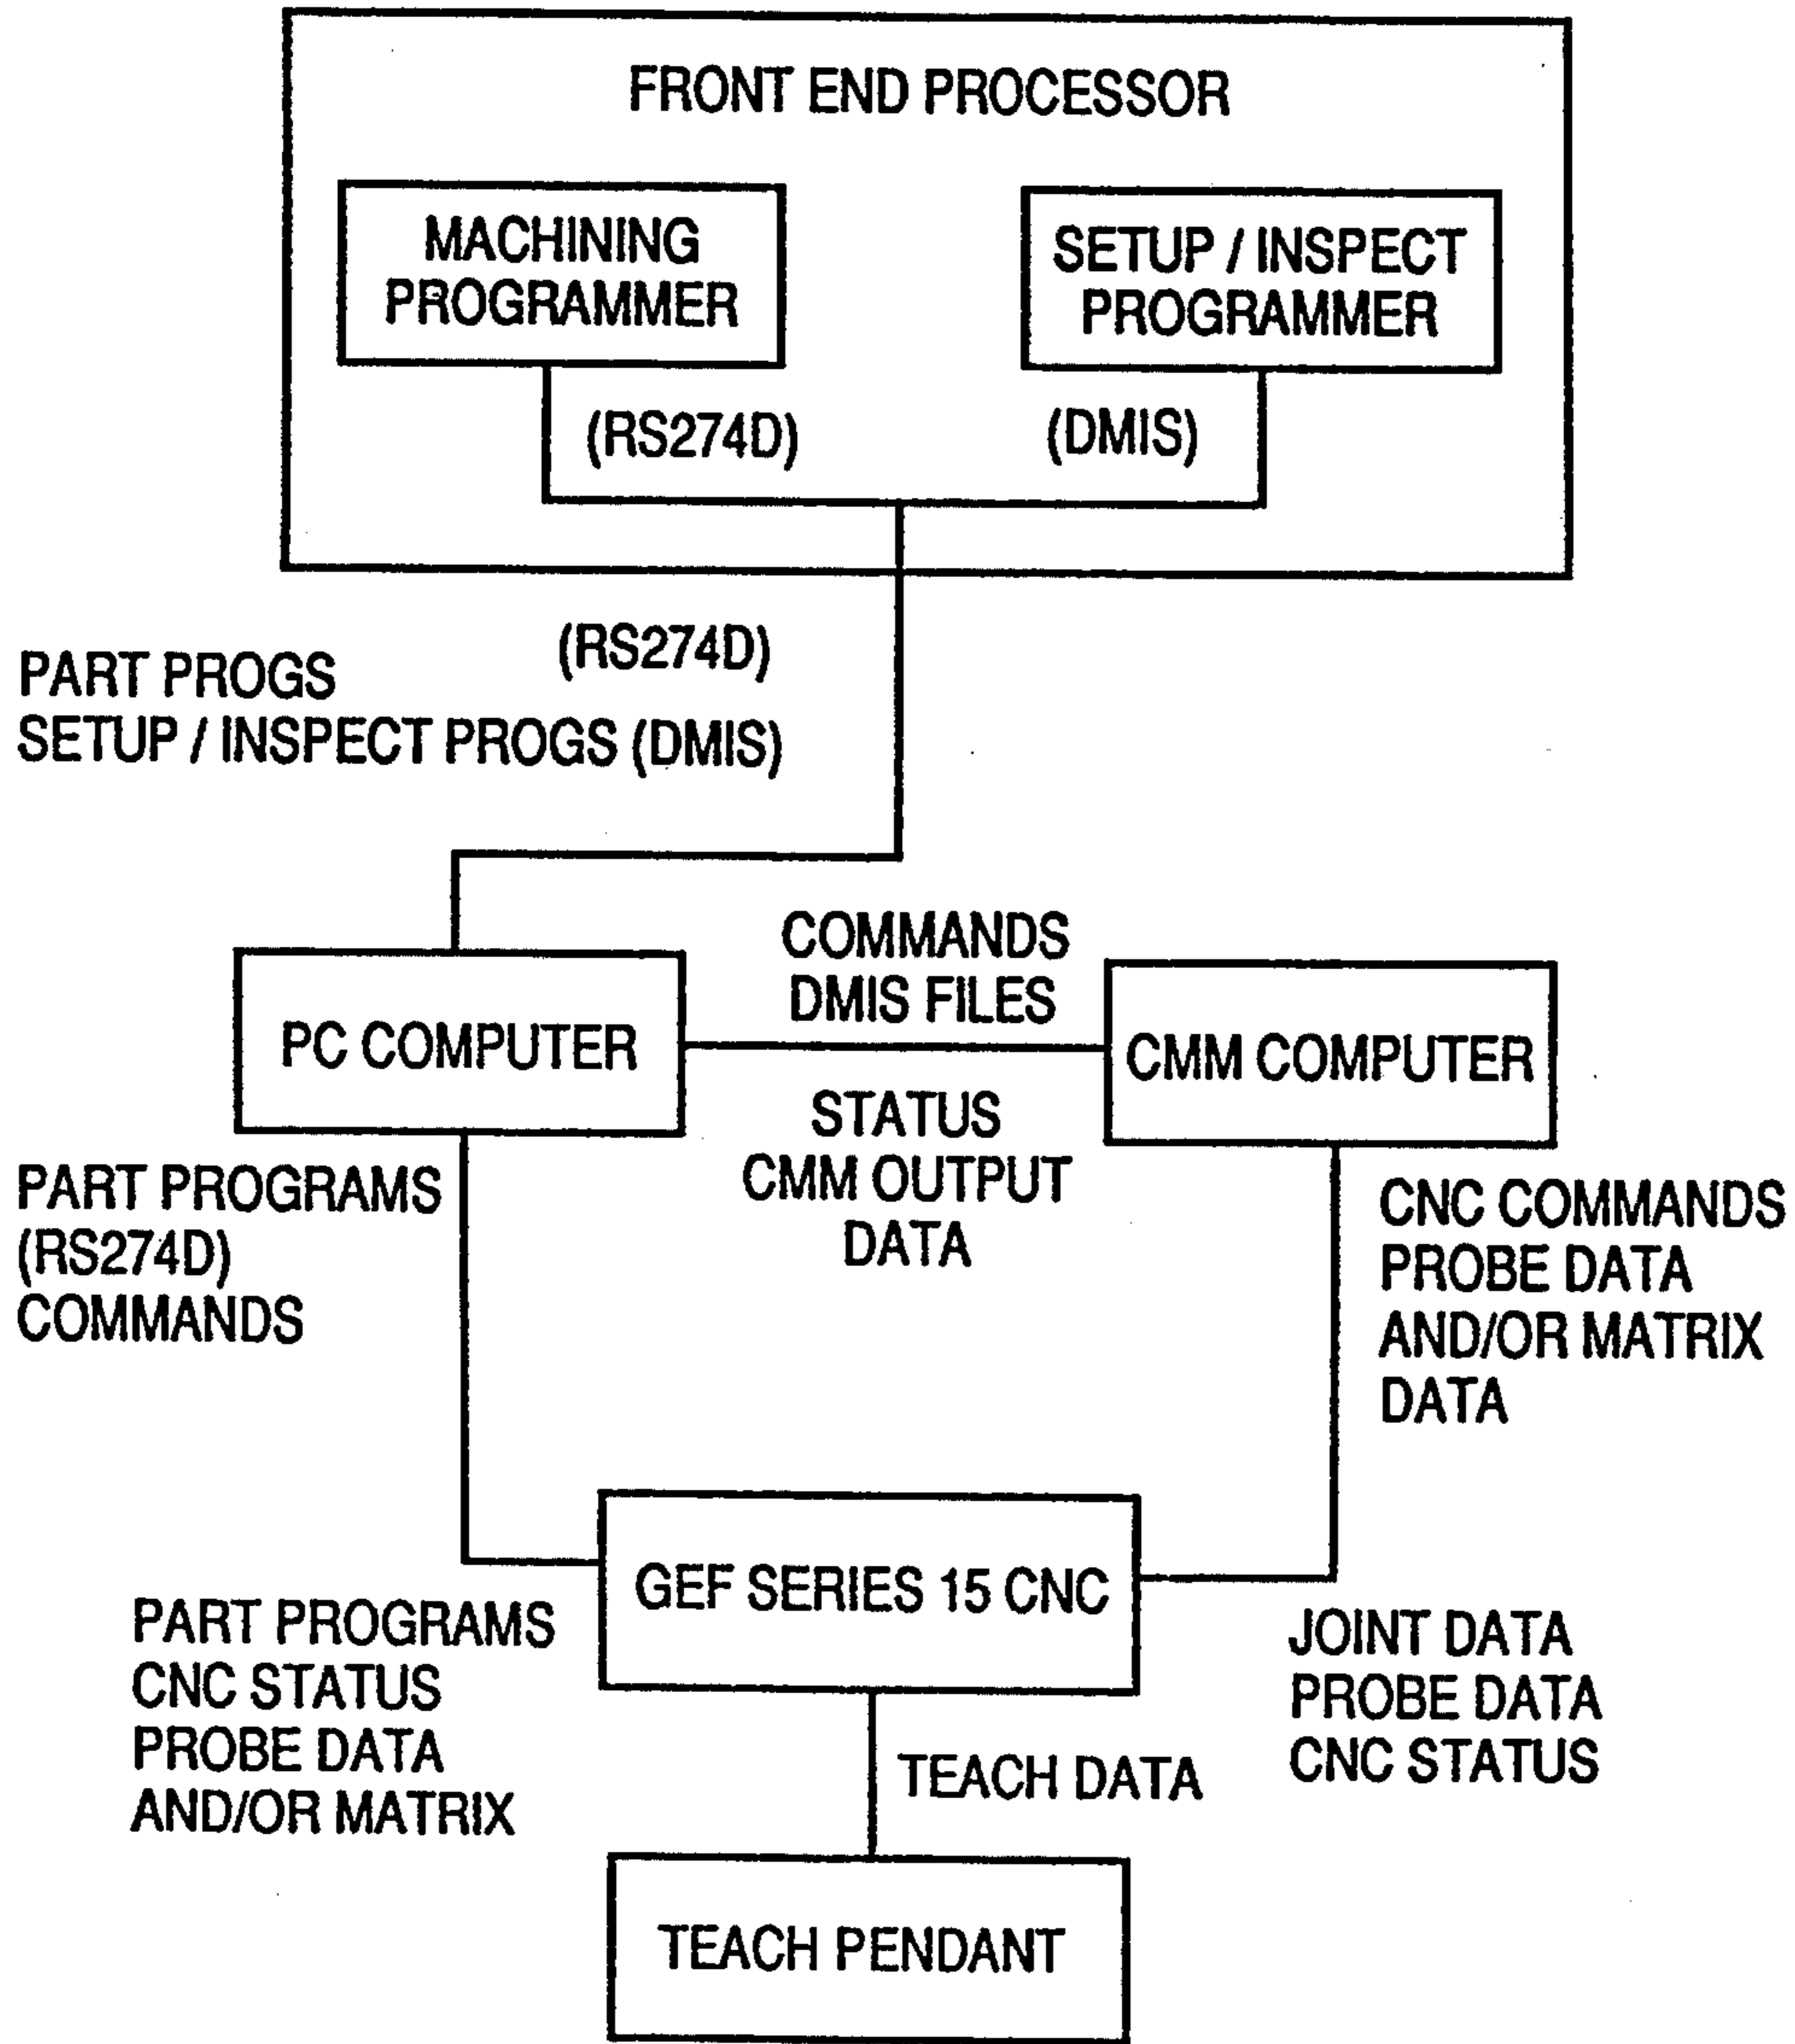 FRONT END PROCESSOR
MACHINING
PROGRAMMER
SETUP / INSPECT
PROGRAMMER
(RS274D)
(DMIS)
(RS274D)
PART PROGS
SETUP / INSPECT PROGS (DMIS)
COMMANDS
DMIS FILES
PC COMPUTER
CMM COMPUTER
STATUS
CMM OUTPUT
DATA
PART PROGRAMS
(RS274D)
COMMANDS
CNC COMMANDS
PROBE DATA
AND/OR MATRIX
DATA
GEF SERIES 15 CNC
PART PROGRAMS
CNC STATUS
PROBE DATA
AND/OR MATRIX
JOINT DATA
PROBE DATA
CNC STATUS
TEACH DATA
TEACH PENDANT